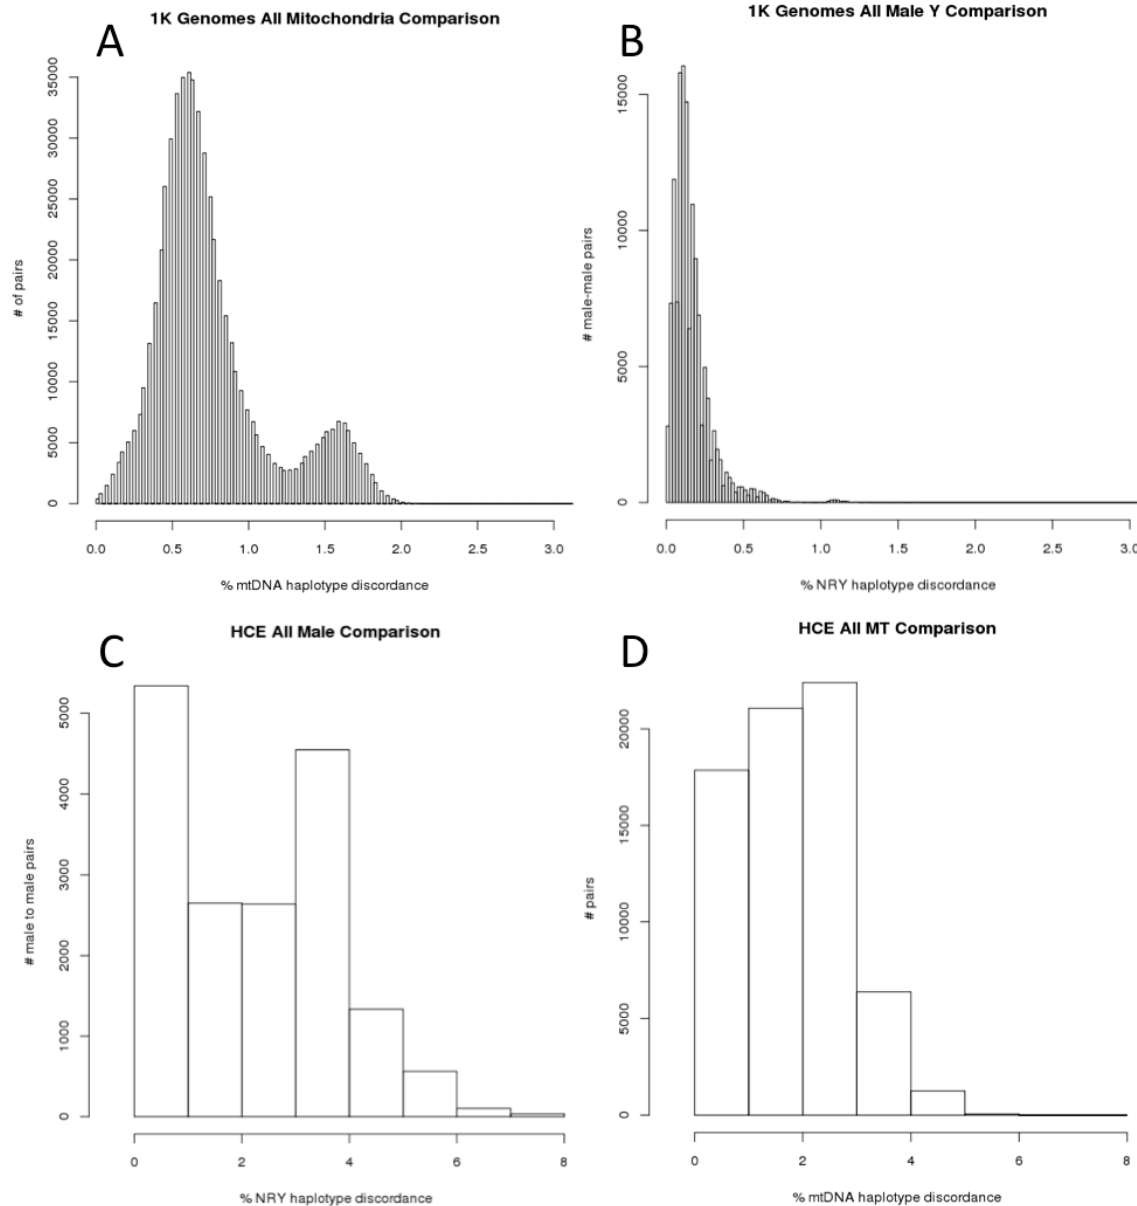 A
1K Genomes All Mitochondria Comparison
# of pairs
35000
30000
25000
20000
15000
10000
5000
0
0.0 0.5 1.0 1.5 2.0 2.5 3.0
% mtDNA haplotype discordance
B
1K Genomes All Male Y Comparison
# male-male pairs
15000
10000
5000
0
0.0 0.5 1.0 1.5 2.0 2.5 3.0
% NRY haplotype discordance
C
HCE All Male Comparison
# male to male pairs
5000
4000
3000
2000
1000
0
0 2 4 6 8
% NRY haplotype discordance
D
HCE All MT Comparison
# pairs
20000
15000
10000
5000
0
0 2 4 6 8
% mtDNA haplotype discordance